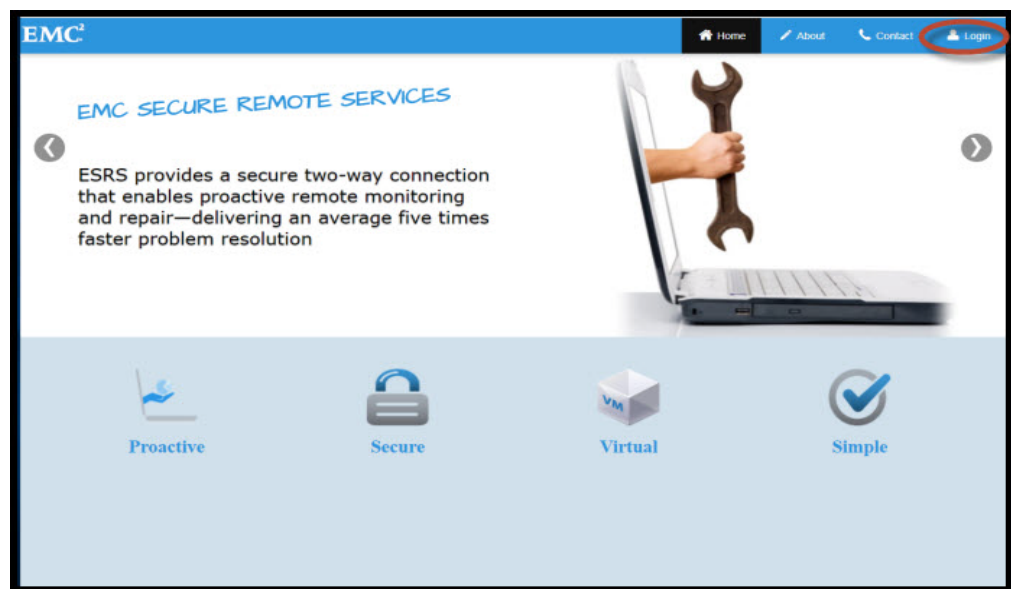 EMC²
Home
About
Contact
Login
EMC SECURE REMOTE SERVICES
ESRS provides a secure two-way connection
that enables proactive remote monitoring
and repair—delivering an average five times
faster problem resolution
VM
Proactive
Secure
Virtual
Simple